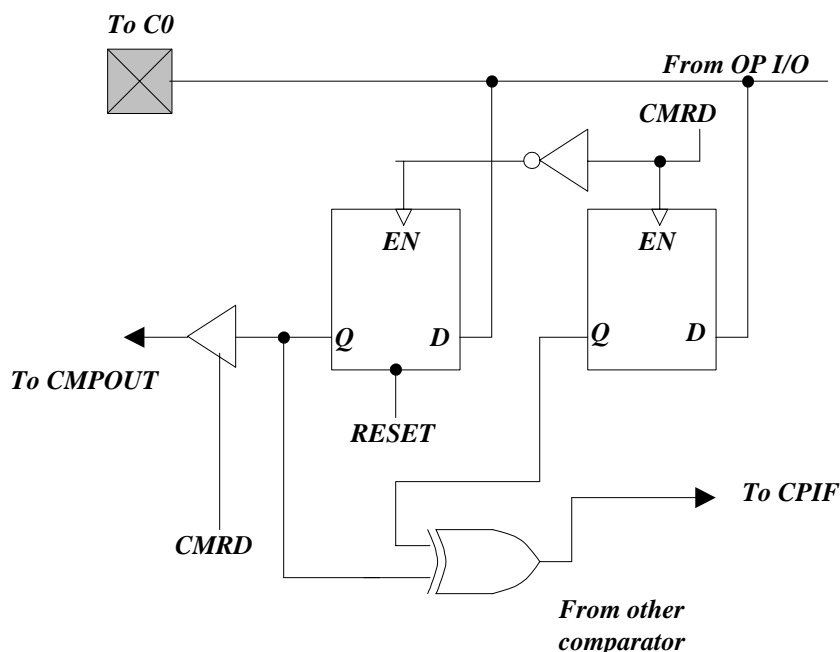 To C0
From OP I/O
CMRD
EN
EN
Q
D
Q
D
To CMPOUT
RESET
To CPIF
CMRD
From other
comparator